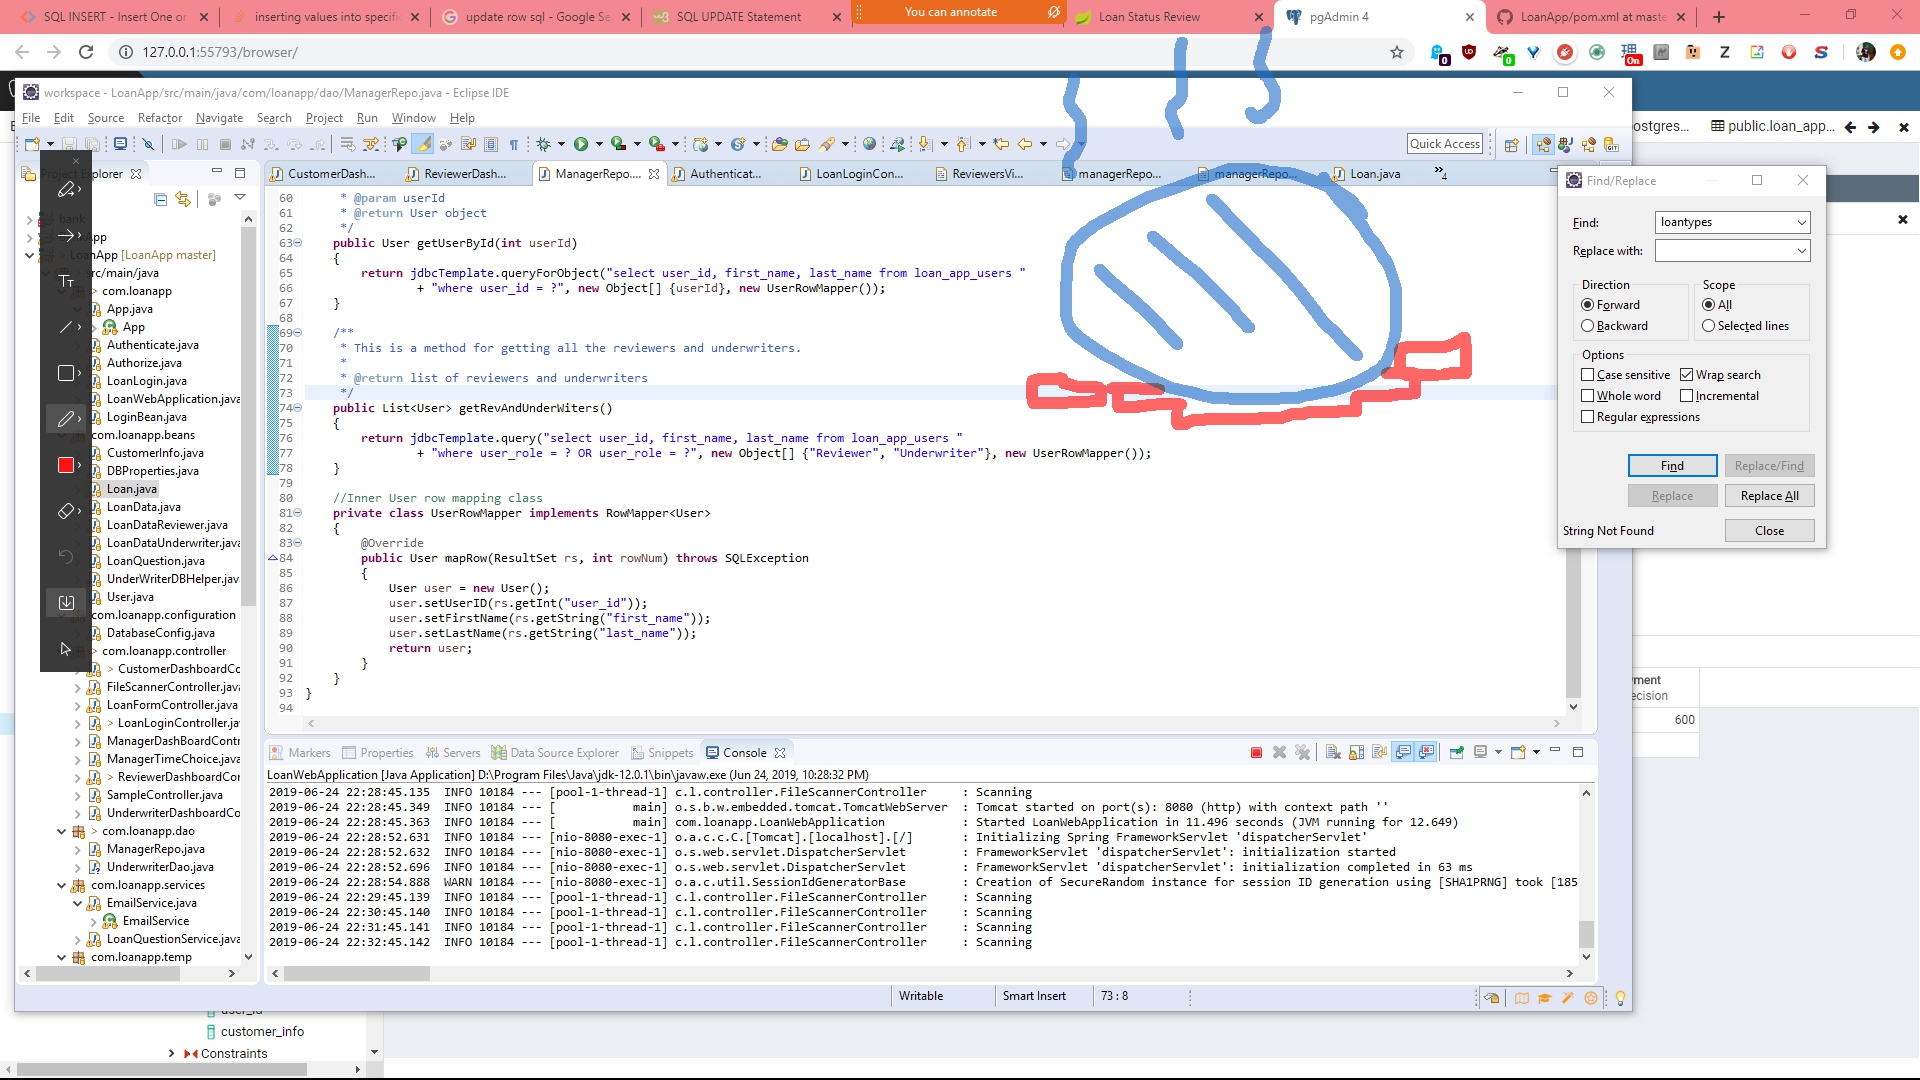 SQL INSERT - Insert One or
inserting values into specifi
update row sql - Google Se
SQL UPDATE Statement
You can annotate
Loan Status Review
pgAdmin 4
LoanApp/pom.xml at maste
127.0.0.1:55793/browser/
0
0
On
workspace - LoanApp/src/main/java/com/loanapp/dao/ManagerRepo.java - Eclipse IDE
File Edit Source Refactor Navigate Search Project Run Window Help
Quick Access
ostgres...
public.loan_app...
Project Explorer
CustomerDash...
ReviewerDash...
ManagerRepo....
Authenticat...
LoanLoginCon...
ReviewersVi...
managerRepo...
managerRepo...
Loan.java
»4
bank
App
LoanApp [LoanApp master]
src/main/java
> com.loanapp
App.java
App
Authenticate.java
Authorize.java
LoanLogin.java
LoanWebApplication.java
LoginBean.java
com.loanapp.beans
CustomerInfo.java
DBProperties.java
Loan.java
LoanData.java
LoanDataReviewer.java
LoanDataUnderwriter.java
LoanQuestion.java
UnderWriterDBHelper.jav
User.java
com.loanapp.configuration
DatabaseConfig.java
> com.loanapp.controller
> CustomerDashboardCo
FileScannerController.java
LoanFormController.java
> LoanLoginController.ja
ManagerDashBoardContr
ManagerTimeChoice.java
> ReviewerDashboardCor
SampleController.java
UnderwriterDashboardCo
> com.loanapp.dao
ManagerRepo.java
UnderwriterDao.java
com.loanapp.services
EmailService.java
EmailService
LoanQuestionService.java
com.loanapp.temp
60 * @param userId
61 * @return User object
62 */
63 public User getUserById(int userId)
64 {
65 return jdbcTemplate.queryForObject("select user_id, first_name, last_name from loan_app_users "
66 + "where user_id = ?", new Object[] {userId}, new UserRowMapper());
67 }
68
69 /**
70 * This is a method for getting all the reviewers and underwriters.
71 *
72 * @return list of reviewers and underwriters
73 */
74 public List<User> getRevAndUnderWiters()
75 {
76 return jdbcTemplate.query("select user_id, first_name, last_name from loan_app_users "
77 + "where user_role = ? OR user_role = ?", new Object[] {"Reviewer", "Underwriter"}, new UserRowMapper());
78 }
79
80 //Inner User row mapping class
81 private class UserRowMapper implements RowMapper<User>
82 {
83 @Override
84 public User mapRow(ResultSet rs, int rowNum) throws SQLException
85 {
86 User user = new User();
87 user.setUserID(rs.getInt("user_id"));
88 user.setFirstName(rs.getString("first_name"));
89 user.setLastName(rs.getString("last_name"));
90 return user;
91 }
92 }
93 }
94
Find/Replace
Find: loantypes
Replace with:
Direction
Forward
Backward
Scope
All
Selected lines
Options
Case sensitive Wrap search
Whole word Incremental
Regular expressions
Find Replace/Find
Replace Replace All
String Not Found Close
Markers Properties Servers Data Source Explorer Snippets Console
LoanWebApplication [Java Application] D:\Program Files\Java\jdk-12.0.1\bin\javaw.exe (Jun 24, 2019, 10:28:32 PM)
2019-06-24 22:28:45.135 INFO 10184 --- [pool-1-thread-1] c.l.controller.FileScannerController : Scanning
2019-06-24 22:28:45.349 INFO 10184 --- [ main] o.s.b.w.embedded.tomcat.TomcatWebServer : Tomcat started on port(s): 8080 (http) with context path ''
2019-06-24 22:28:45.363 INFO 10184 --- [ main] com.loanapp.LoanWebApplication : Started LoanWebApplication in 11.496 seconds (JVM running for 12.649)
2019-06-24 22:28:52.631 INFO 10184 --- [nio-8080-exec-1] o.a.c.c.C.[Tomcat].[localhost].[/] : Initializing Spring FrameworkServlet 'dispatcherServlet'
2019-06-24 22:28:52.632 INFO 10184 --- [nio-8080-exec-1] o.s.web.servlet.DispatcherServlet : FrameworkServlet 'dispatcherServlet': initialization started
2019-06-24 22:28:52.696 INFO 10184 --- [nio-8080-exec-1] o.s.web.servlet.DispatcherServlet : FrameworkServlet 'dispatcherServlet': initialization completed in 63 ms
2019-06-24 22:28:54.888 WARN 10184 --- [nio-8080-exec-1] o.a.c.util.SessionIdGeneratorBase : Creation of SecureRandom instance for session ID generation using [SHA1PRNG] took [185
2019-06-24 22:29:45.139 INFO 10184 --- [pool-1-thread-1] c.l.controller.FileScannerController : Scanning
2019-06-24 22:30:45.140 INFO 10184 --- [pool-1-thread-1] c.l.controller.FileScannerController : Scanning
2019-06-24 22:31:45.141 INFO 10184 --- [pool-1-thread-1] c.l.controller.FileScannerController : Scanning
2019-06-24 22:32:45.142 INFO 10184 --- [pool-1-thread-1] c.l.controller.FileScannerController : Scanning
Writable Smart Insert 73 : 8
yment
ecision
600
customer_info
Constraints